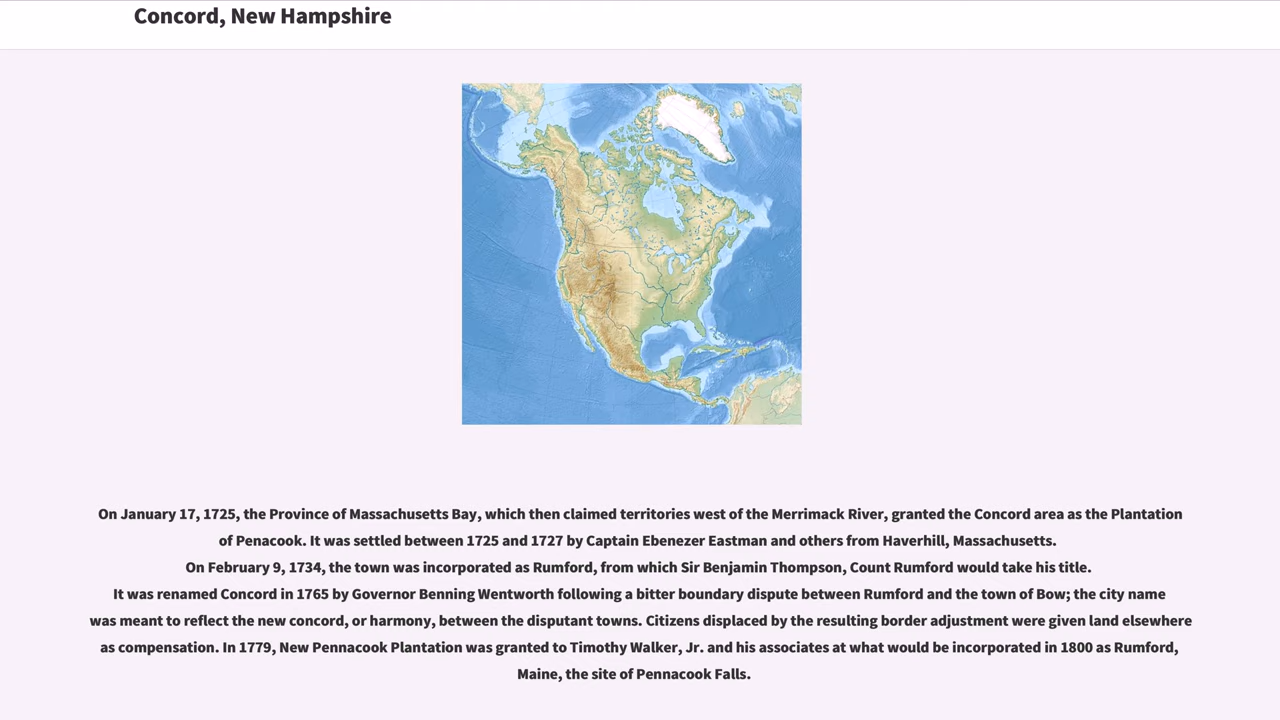 Concord, New Hampshire
On January 17, 1725, the Province of Massachusetts Bay, which then claimed territories west of the Merrimack River, granted the Concord area as the Plantation
of Penacook. It was settled between 1725 and 1727 by Captain Ebenezer Eastman and others from Haverhill, Massachusetts.
On February 9, 1734, the town was incorporated as Rumford, from which Sir Benjamin Thompson, Count Rumford would take his title.
It was renamed Concord in 1765 by Governor Benning Wentworth following a bitter boundary dispute between Rumford and the town of Bow; the city name
was meant to reflect the new concord, or harmony, between the disputant towns. Citizens displaced by the resulting border adjustment were given land elsewhere
as compensation. In 1779, New Pennacook Plantation was granted to Timothy Walker, Jr. and his associates at what would be incorporated in 1800 as Rumford,
Maine, the site of Pennacook Falls.